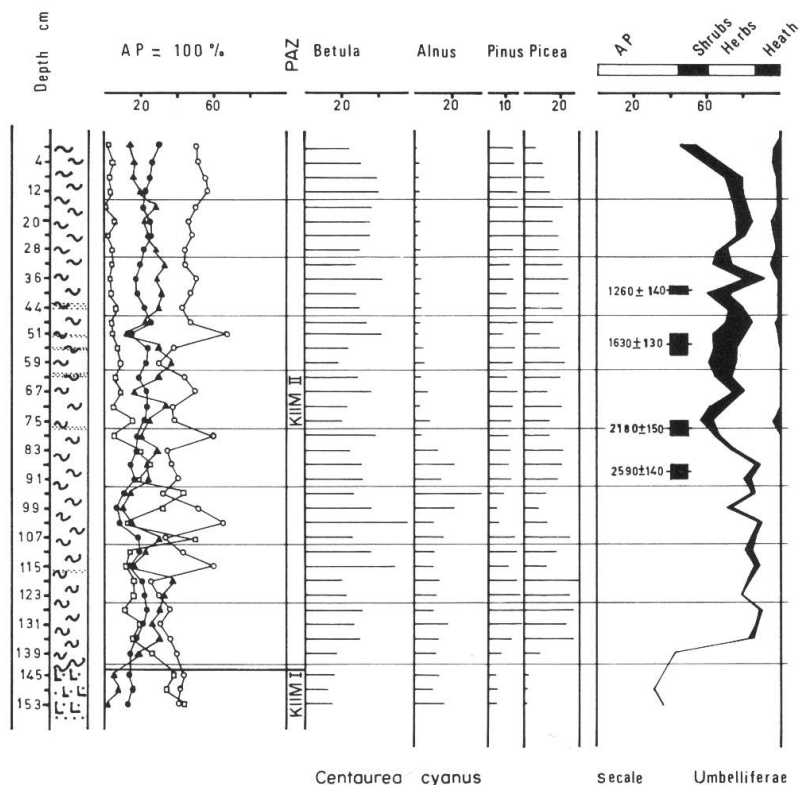 Depth cm
AP = 100%
PAZ
Betula
Alnus
Pinus Picea
AP
Shrubs
Herbs
Heath
20 60
20
20
10 20
20 60
4
12
20
28
36
44
51
59
67
75
83
91
99
107
115
123
131
139
145
153
KIIM II
KIIM I
1260±140
1630±130
2180±150
2590±140
Centaurea cyanus
Secale
Umbelliferae